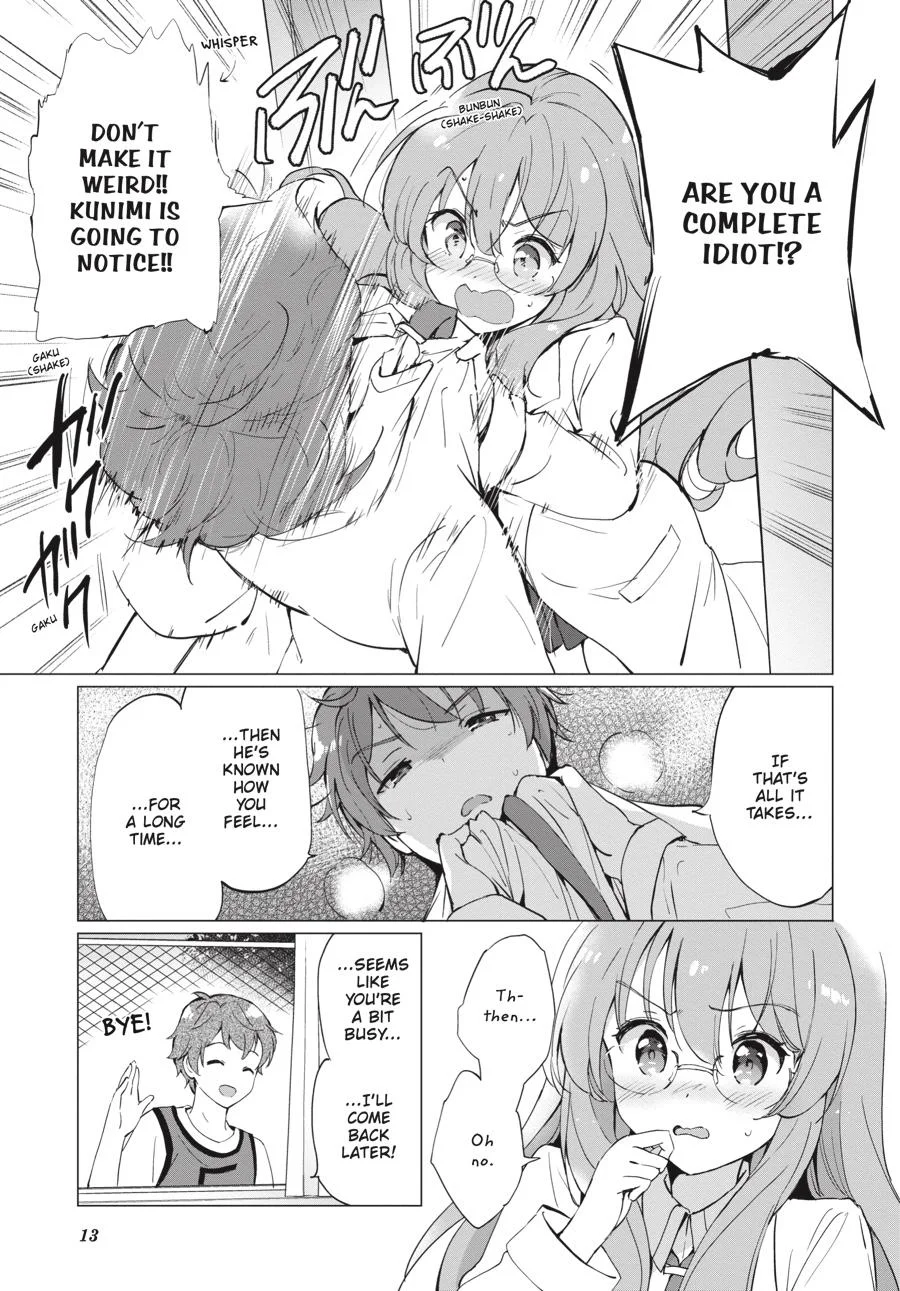 ARE YOU A
COMPLETE
IDIOT!?
ぶん
ぶん
BUNBUN
(SHAKE-SHAKE)
WHISPER
DON'T
MAKE IT
WEIRD!!
KUNIMI IS
GOING TO
NOTICE!!
GAKU
(SHAKE)
ガク
ガク
GAKU
IF
THAT'S
ALL IT
TAKES...
...THEN
HE'S
KNOWN
HOW
YOU
FEEL...
...FOR
A LONG
TIME...
Th-
then...
Oh
no.
...SEEMS
LIKE
YOU'RE
A BIT
BUSY...
...I'LL
COME
BACK
LATER!
BYE!
13